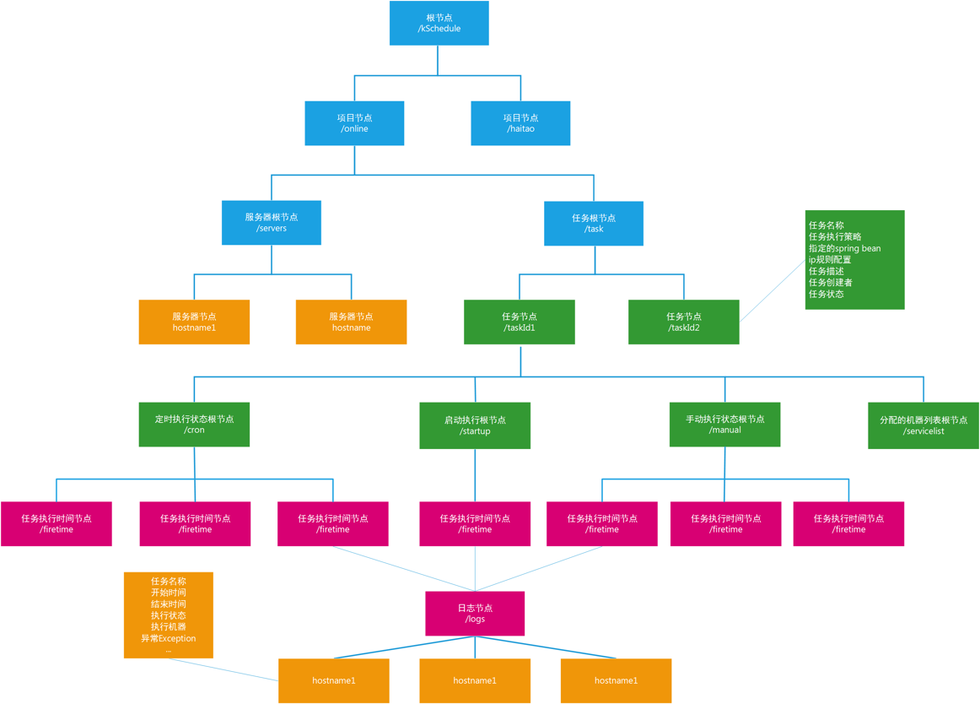 根节点
/kSchedule
项目节点
/online
项目节点
/haitao
服务器根节点
/servers
任务根节点
/task
任务名称
任务执行策略
指定的spring bean
ip规则配置
任务描述
任务创建者
任务状态
服务器节点
hostname1
服务器节点
hostname
任务节点
/taskId1
任务节点
/taskId2
定时执行状态根节点
/cron
启动执行根节点
/startup
手动执行状态根节点
/manual
分配的机器列表根节点
/servicelist
任务执行时间节点
/firetime
任务执行时间节点
/firetime
任务执行时间节点
/firetime
任务执行时间节点
/firetime
任务执行时间节点
/firetime
任务执行时间节点
/firetime
任务执行时间节点
/firetime
任务名称
开始时间
结束时间
执行状态
执行机器
异常Exception
...
日志节点
/logs
hostname1
hostname1
hostname1